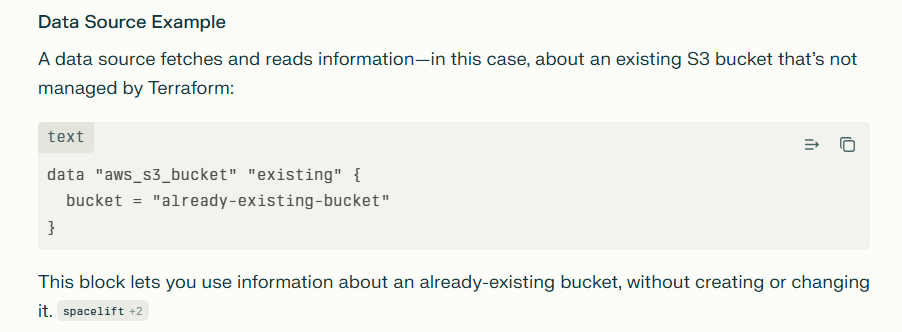 Data Source Example
A data source fetches and reads information—in this case, about an existing S3 bucket that’s not
managed by Terraform:
text
data "aws_s3_bucket" "existing" {
  bucket = "already-existing-bucket"
}
This block lets you use information about an already-existing bucket, without creating or changing
it. spacelift +2